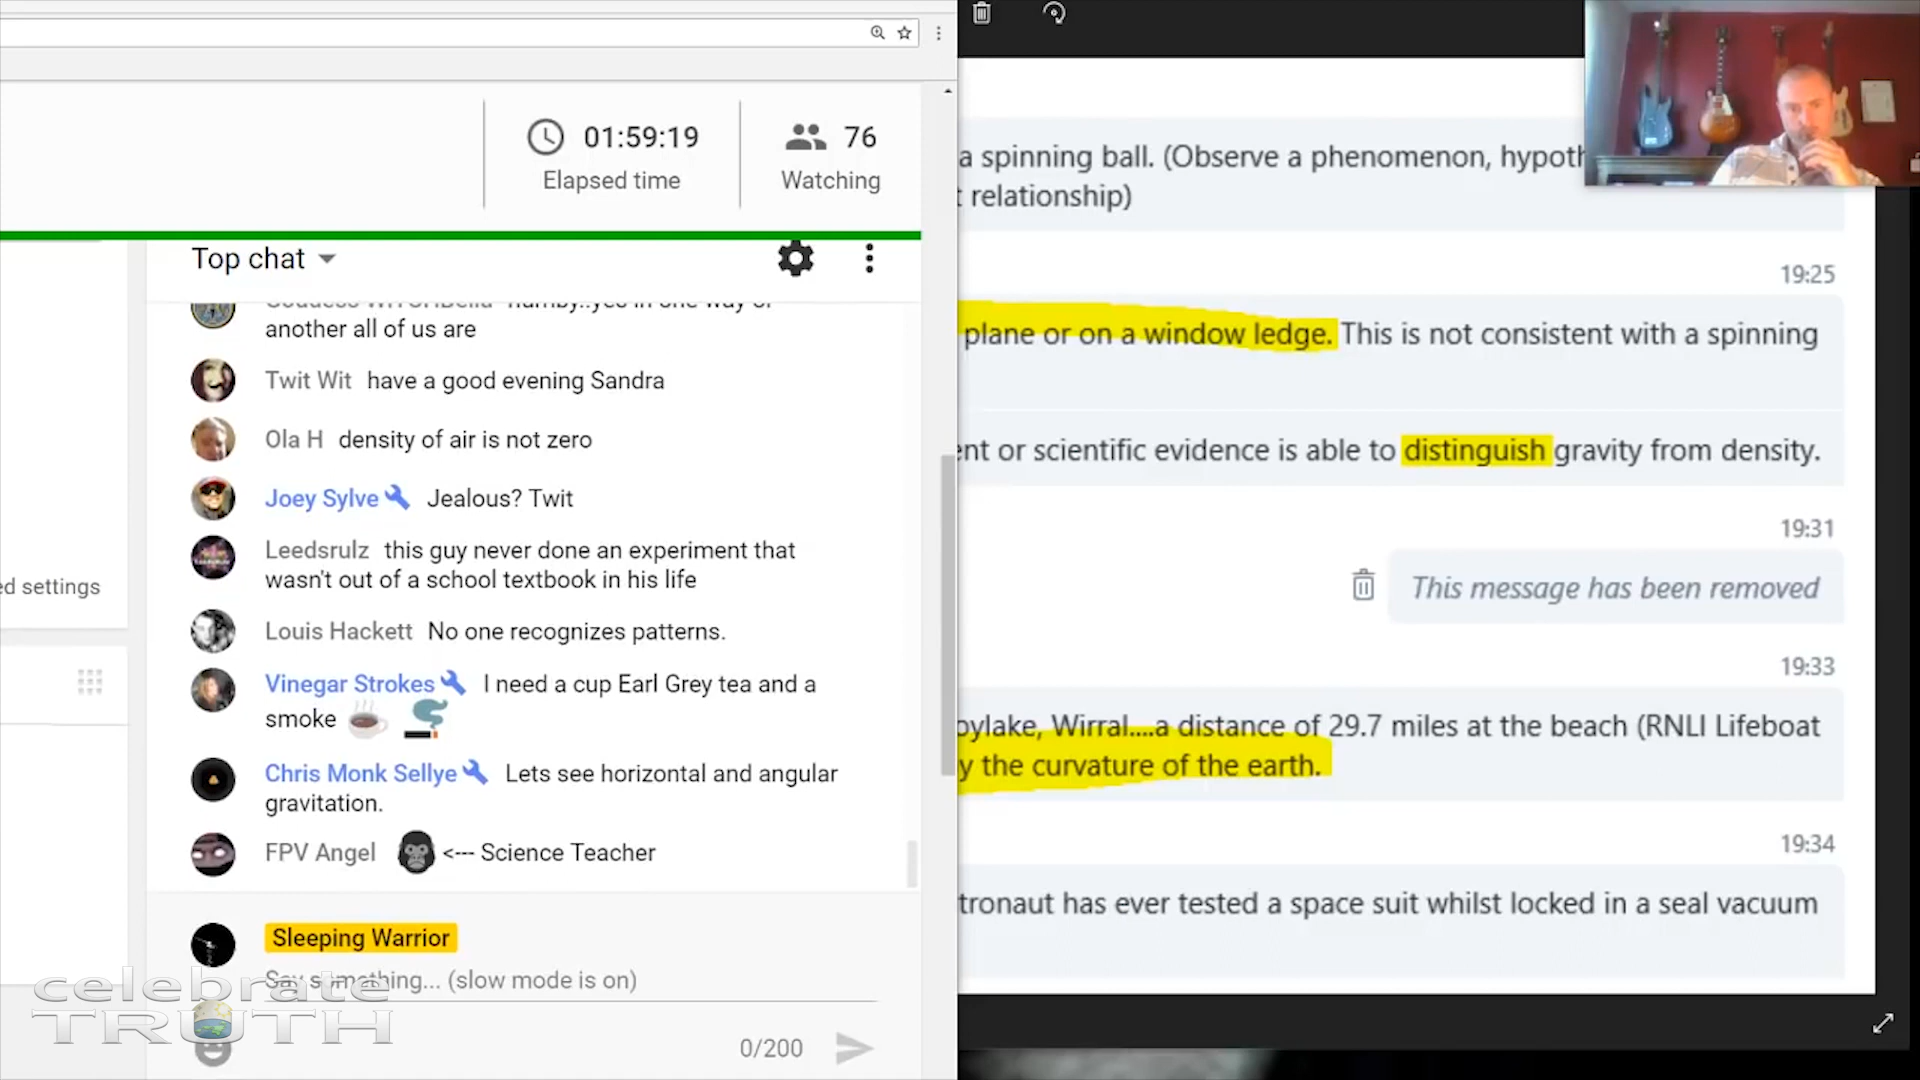 01:59:19
Elapsed time
76
Watching
Top chat
another all of us are
Twit Wit have a good evening Sandra
Ola H density of air is not zero
Joey Sylve Jealous? Twit
Leedsrulz this guy never done an experiment that
wasn't out of a school textbook in his life
Louis Hackett No one recognizes patterns.
Vinegar Strokes I need a cup Earl Grey tea and a
smoke
Chris Monk Sellye Lets see horizontal and angular
gravitation.
FPV Angel <--- Science Teacher
Sleeping Warrior
Say something... (slow mode is on)
0/200
ed settings
celebrate
TRUTH
a spinning ball. (Observe a phenomenon, hypoth
t relationship)
19:25
plane or on a window ledge. This is not consistent with a spinning
ent or scientific evidence is able to distinguish gravity from density.
19:31
This message has been removed
19:33
oylake, Wirral....a distance of 29.7 miles at the beach (RNLI Lifeboat
y the curvature of the earth.
19:34
tronaut has ever tested a space suit whilst locked in a seal vacuum